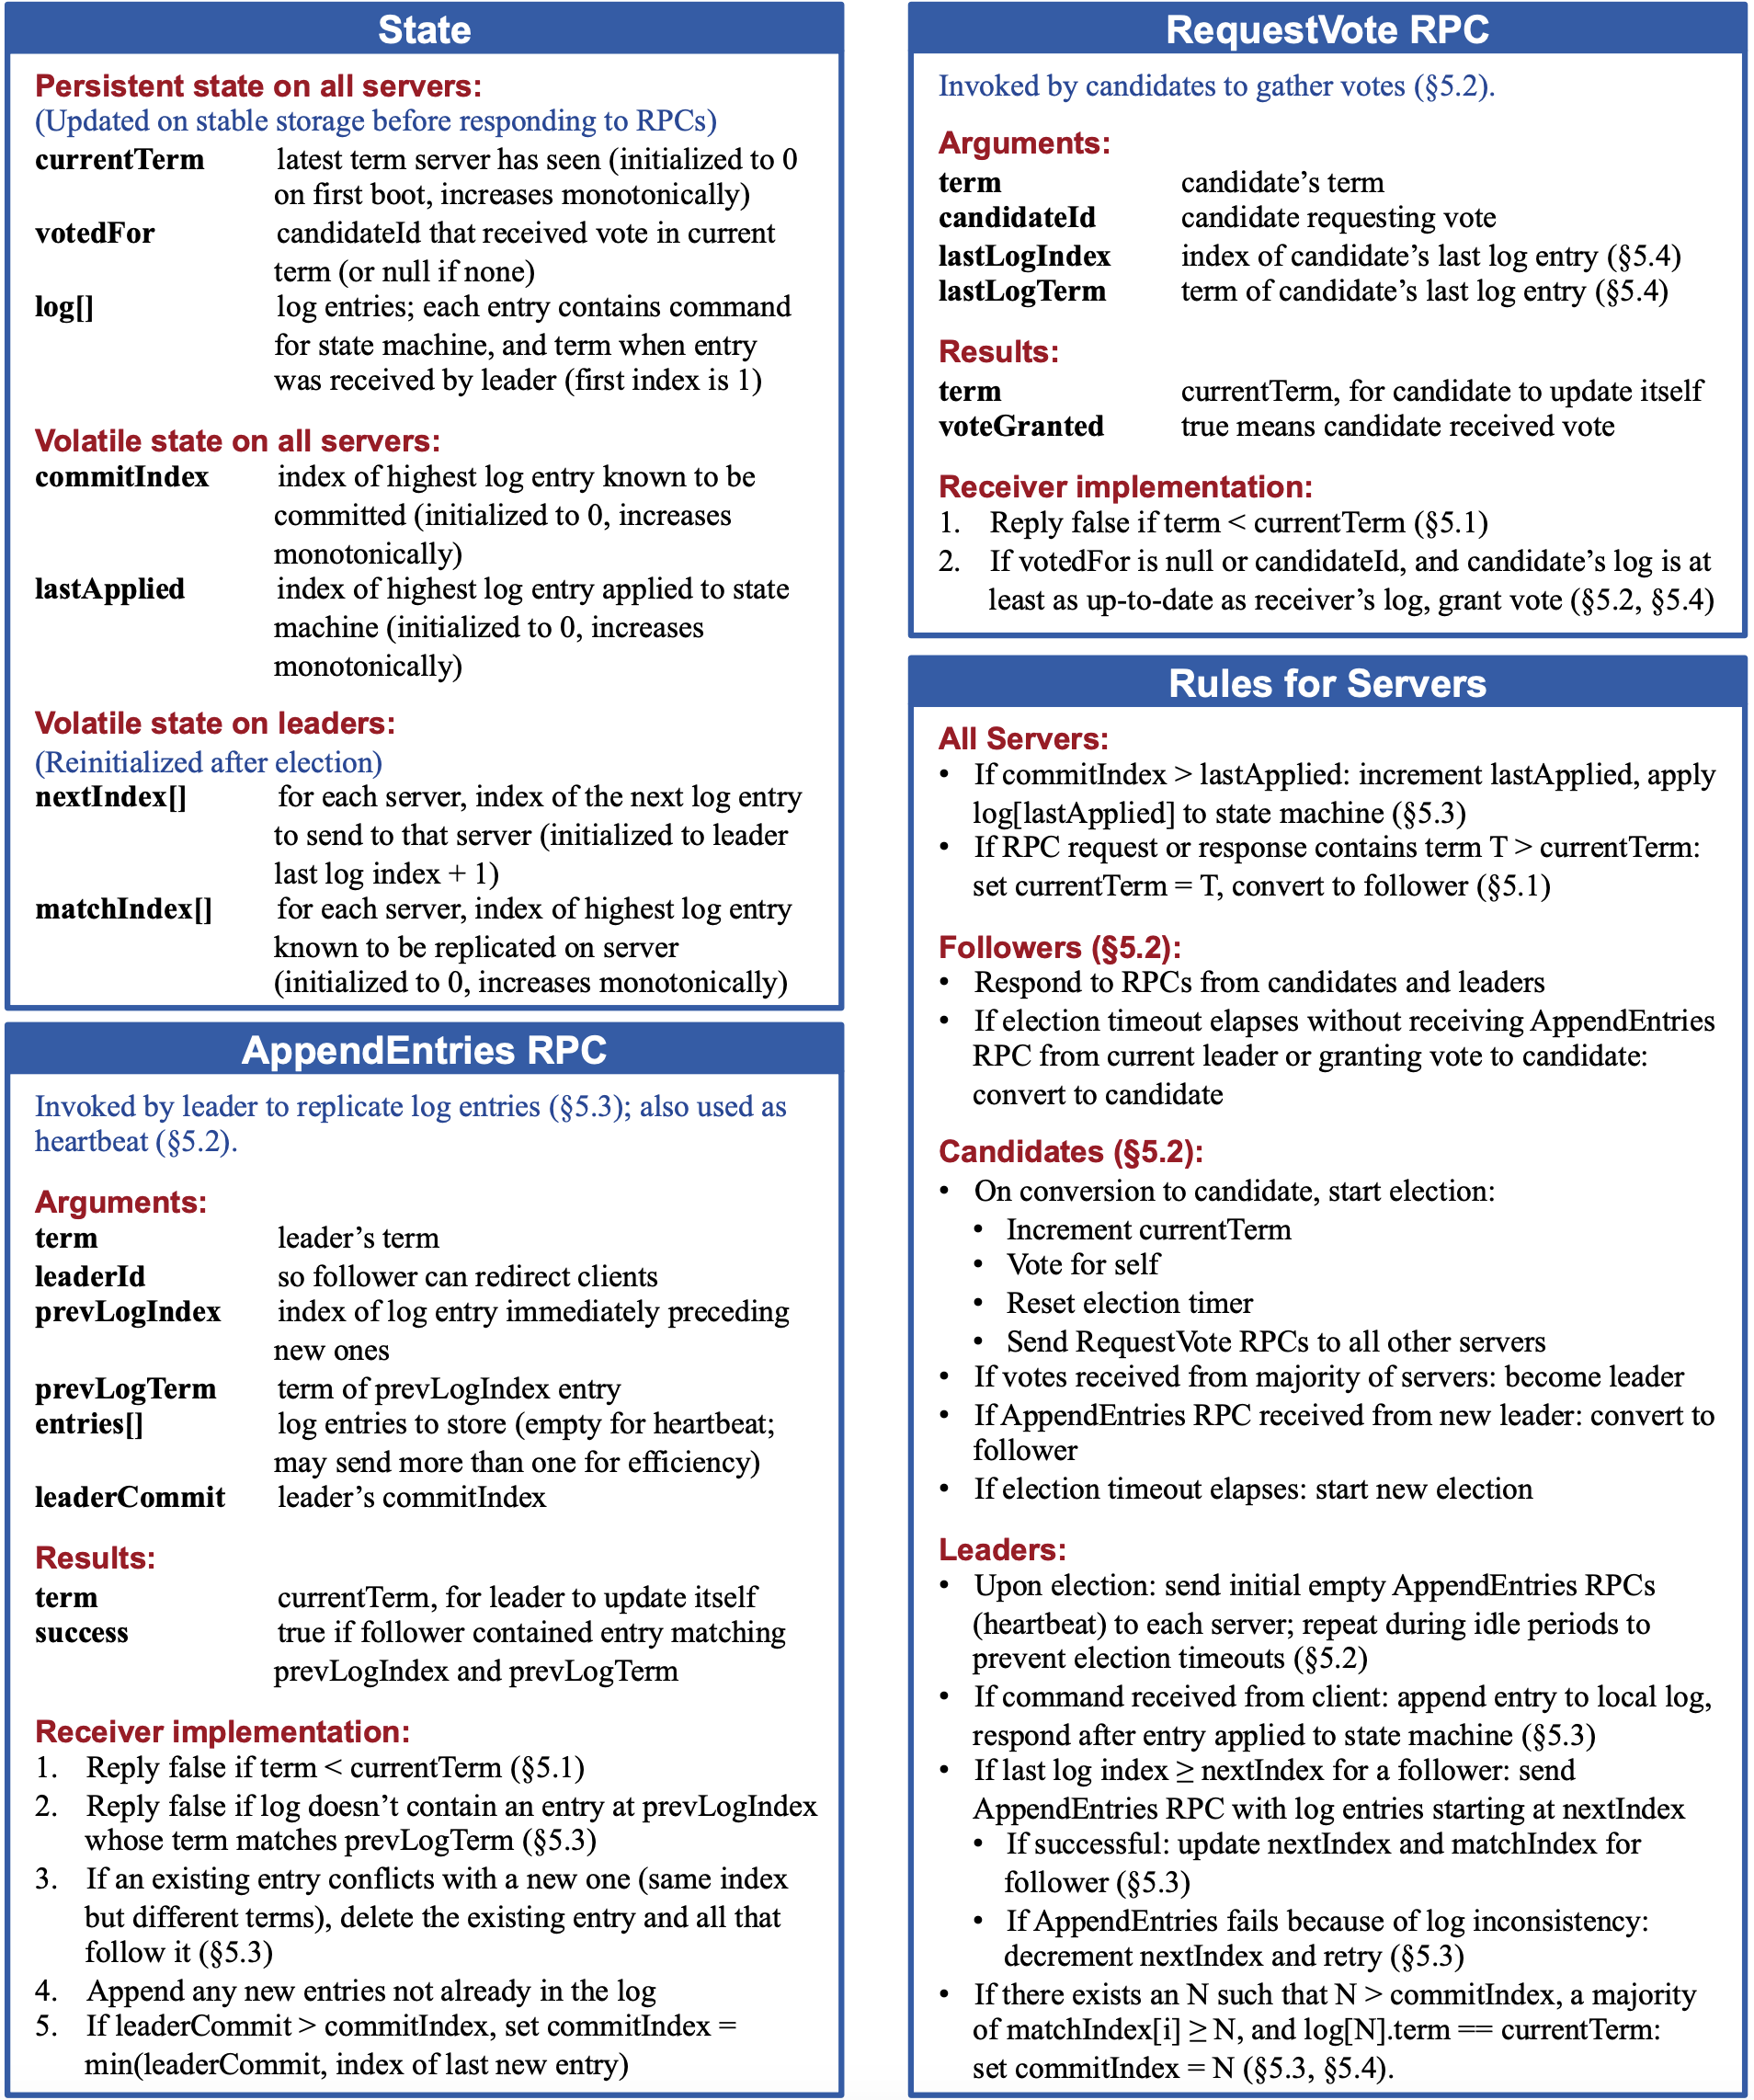 State
Persistent state on all servers:
(Updated on stable storage before responding to RPCs)
currentTerm latest term server has seen (initialized to 0
on first boot, increases monotonically)
votedFor candidateId that received vote in current
term (or null if none)
log[] log entries; each entry contains command
for state machine, and term when entry
was received by leader (first index is 1)
Volatile state on all servers:
commitIndex index of highest log entry known to be
committed (initialized to 0, increases
monotonically)
lastApplied index of highest log entry applied to state
machine (initialized to 0, increases
monotonically)
Volatile state on leaders:
(Reinitialized after election)
nextIndex[] for each server, index of the next log entry
to send to that server (initialized to leader
last log index + 1)
matchIndex[] for each server, index of highest log entry
known to be replicated on server
(initialized to 0, increases monotonically)
AppendEntries RPC
Invoked by leader to replicate log entries (§5.3); also used as
heartbeat (§5.2).
Arguments:
term leader’s term
leaderId so follower can redirect clients
prevLogIndex index of log entry immediately preceding
new ones
prevLogTerm term of prevLogIndex entry
entries[] log entries to store (empty for heartbeat;
may send more than one for efficiency)
leaderCommit leader’s commitIndex
Results:
term currentTerm, for leader to update itself
success true if follower contained entry matching
prevLogIndex and prevLogTerm
Receiver implementation:
1. Reply false if term < currentTerm (§5.1)
2. Reply false if log doesn’t contain an entry at prevLogIndex
whose term matches prevLogTerm (§5.3)
3. If an existing entry conflicts with a new one (same index
but different terms), delete the existing entry and all that
follow it (§5.3)
4. Append any new entries not already in the log
5. If leaderCommit > commitIndex, set commitIndex =
min(leaderCommit, index of last new entry)
RequestVote RPC
Invoked by candidates to gather votes (§5.2).
Arguments:
term candidate’s term
candidateId candidate requesting vote
lastLogIndex index of candidate’s last log entry (§5.4)
lastLogTerm term of candidate’s last log entry (§5.4)
Results:
term currentTerm, for candidate to update itself
voteGranted true means candidate received vote
Receiver implementation:
1. Reply false if term < currentTerm (§5.1)
2. If votedFor is null or candidateId, and candidate’s log is at
least as up-to-date as receiver’s log, grant vote (§5.2, §5.4)
Rules for Servers
All Servers:
• If commitIndex > lastApplied: increment lastApplied, apply
log[lastApplied] to state machine (§5.3)
• If RPC request or response contains term T > currentTerm:
set currentTerm = T, convert to follower (§5.1)
Followers (§5.2):
• Respond to RPCs from candidates and leaders
• If election timeout elapses without receiving AppendEntries
RPC from current leader or granting vote to candidate:
convert to candidate
Candidates (§5.2):
• On conversion to candidate, start election:
• Increment currentTerm
• Vote for self
• Reset election timer
• Send RequestVote RPCs to all other servers
• If votes received from majority of servers: become leader
• If AppendEntries RPC received from new leader: convert to
follower
• If election timeout elapses: start new election
Leaders:
• Upon election: send initial empty AppendEntries RPCs
(heartbeat) to each server; repeat during idle periods to
prevent election timeouts (§5.2)
• If command received from client: append entry to local log,
respond after entry applied to state machine (§5.3)
• If last log index ≥ nextIndex for a follower: send
AppendEntries RPC with log entries starting at nextIndex
• If successful: update nextIndex and matchIndex for
follower (§5.3)
• If AppendEntries fails because of log inconsistency:
decrement nextIndex and retry (§5.3)
• If there exists an N such that N > commitIndex, a majority
of matchIndex[i] ≥ N, and log[N].term == currentTerm:
set commitIndex = N (§5.3, §5.4).